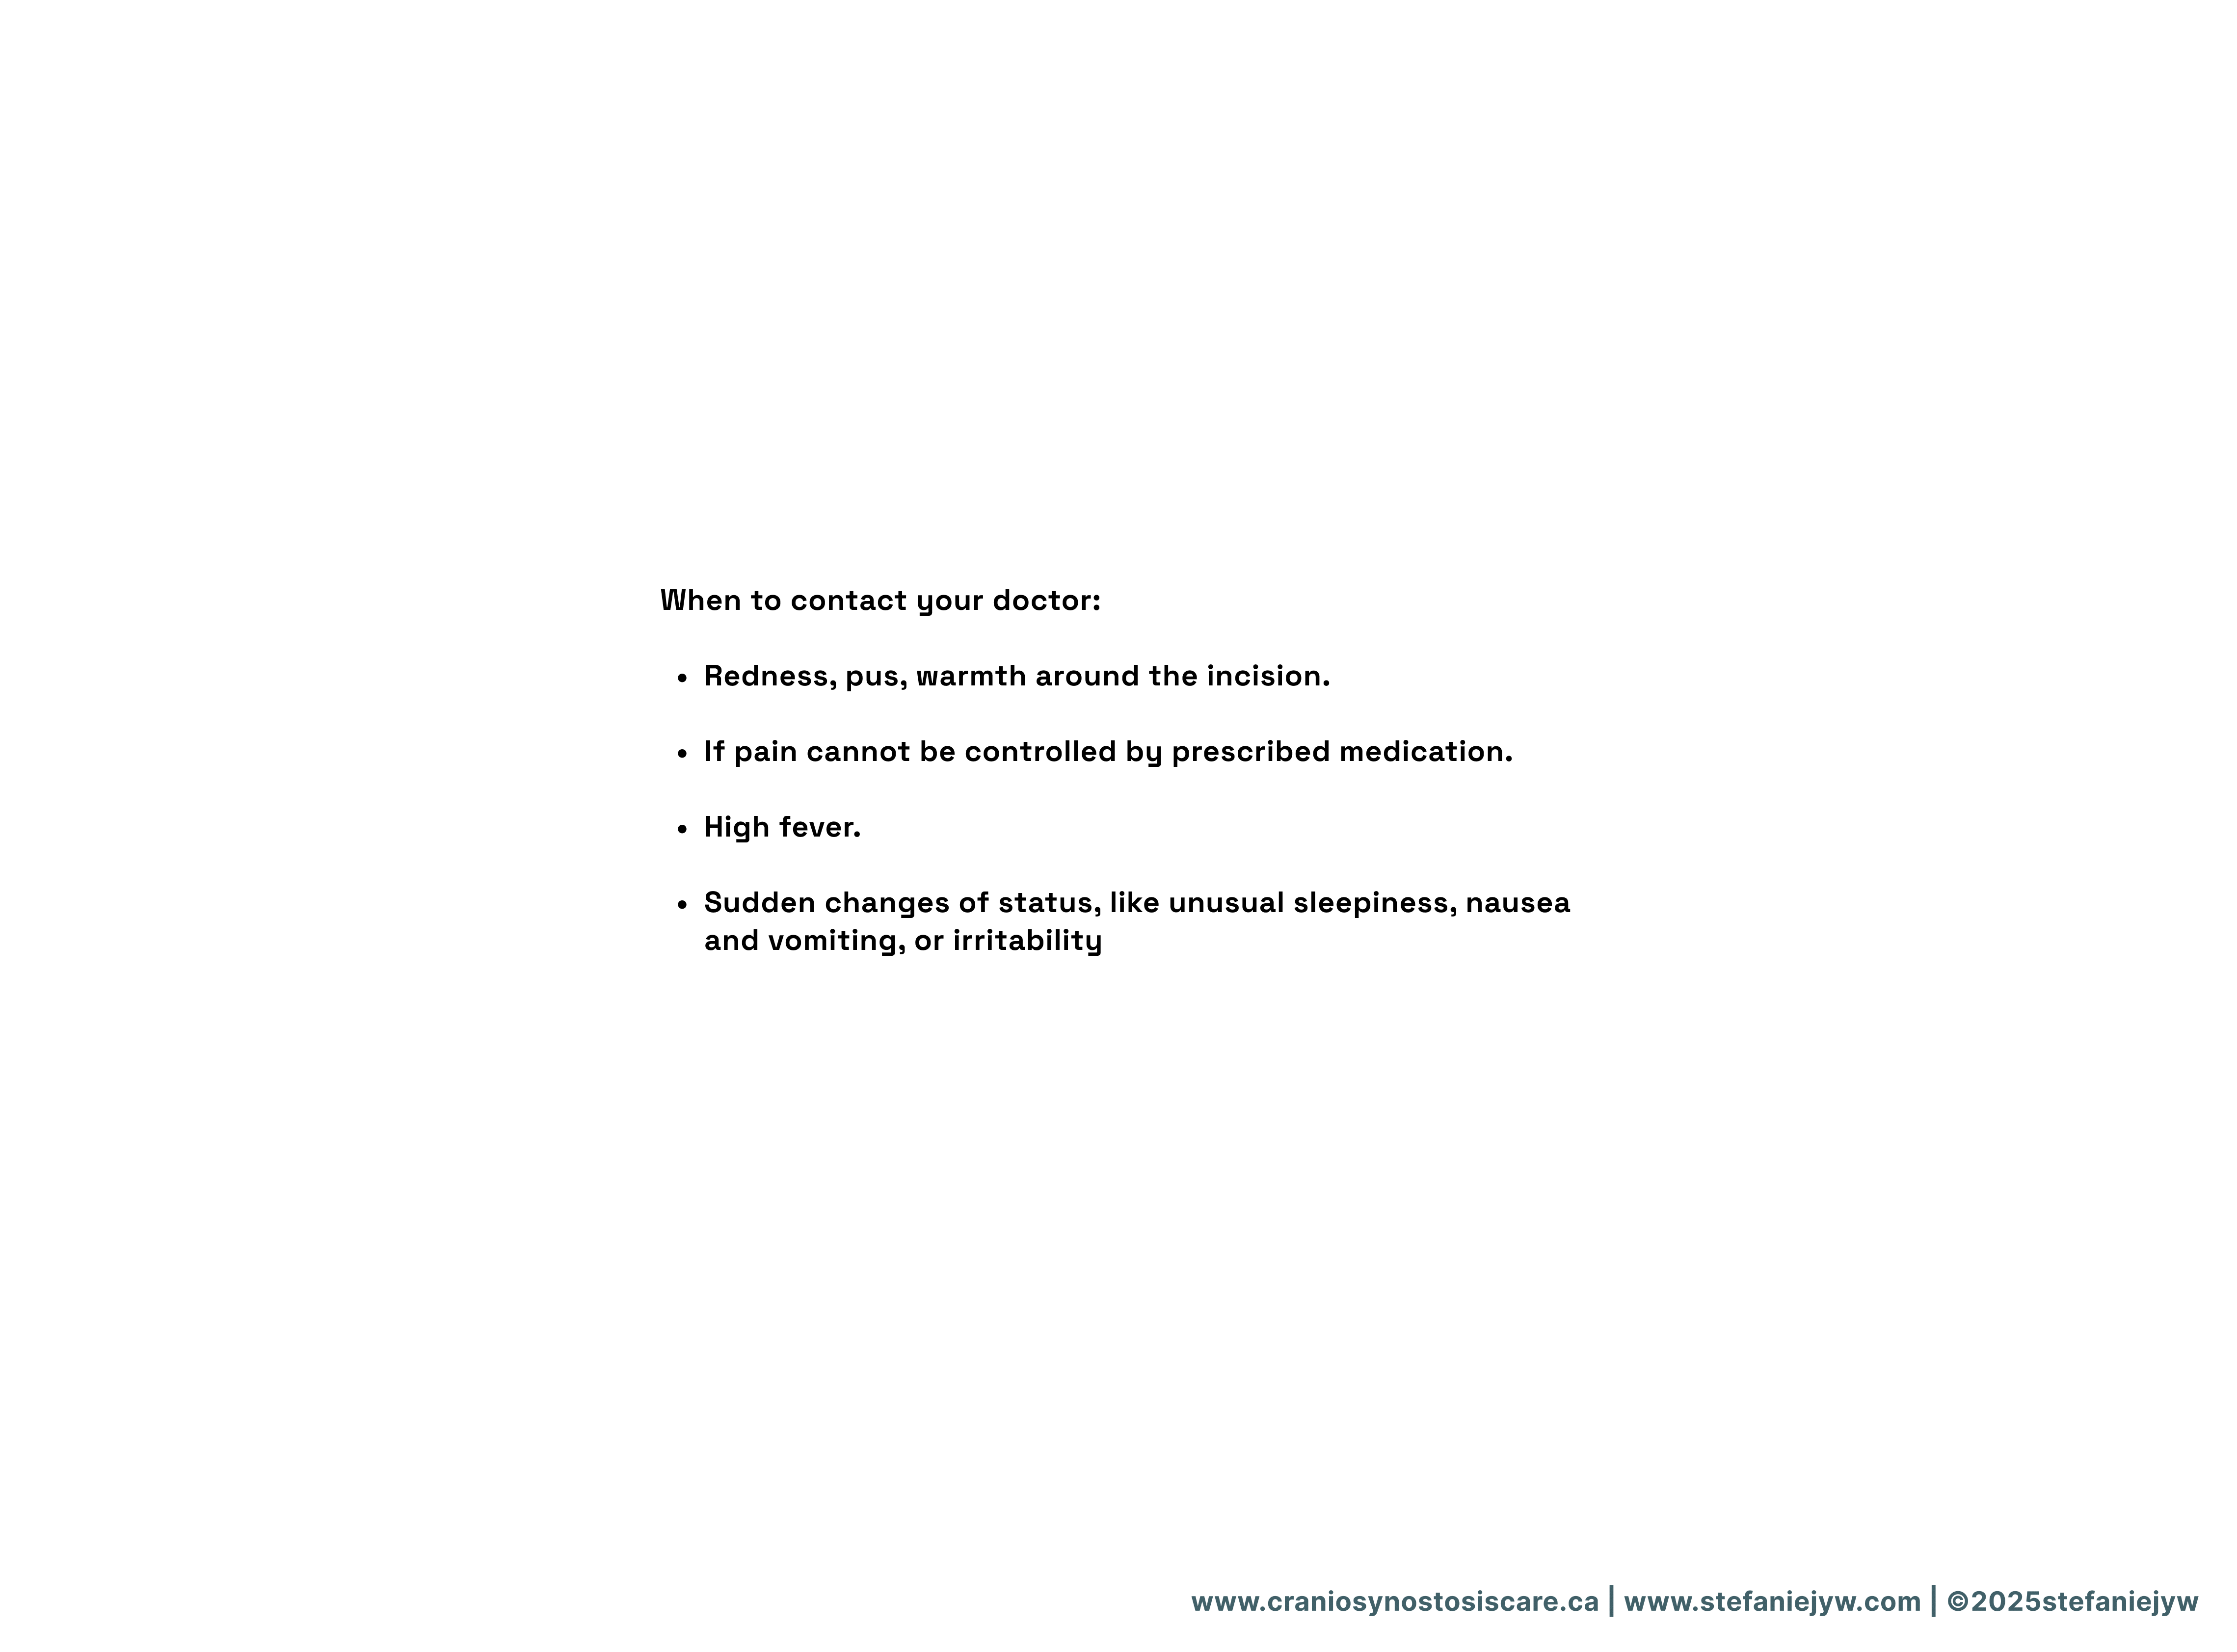 When to contact your doctor:
• Redness, pus, warmth around the incision.
• If pain cannot be controlled by prescribed medication.
• High fever.
• Sudden changes of status, like unusual sleepiness, nausea
and vomiting, or irritability
www.craniosynostosiscare.ca | www.stefaniejyw.com | ©2025stefaniejyw